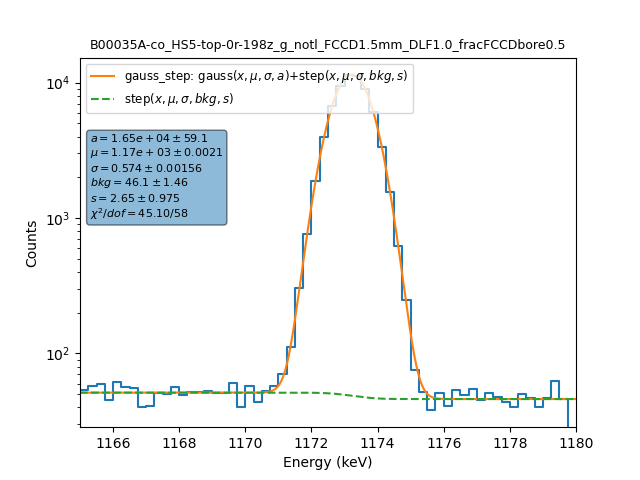 B00035A-co_HS5-top-0r-198z_g_notl_FCCD1.5mm_DLF1.0_fracFCCDbore0.5
gauss_step: gauss(x, μ, σ, a)+step(x, μ, σ, bkg, s)
step(x, μ, σ, bkg, s)
a = 1.65e + 04 ± 59.1
μ = 1.17e + 03 ± 0.0021
σ = 0.574 ± 0.00156
bkg = 46.1 ± 1.46
s = 2.65 ± 0.975
χ²/dof = 45.10/58
10⁴
10³
10²
Counts
1166 1168 1170 1172 1174 1176 1178 1180
Energy (keV)